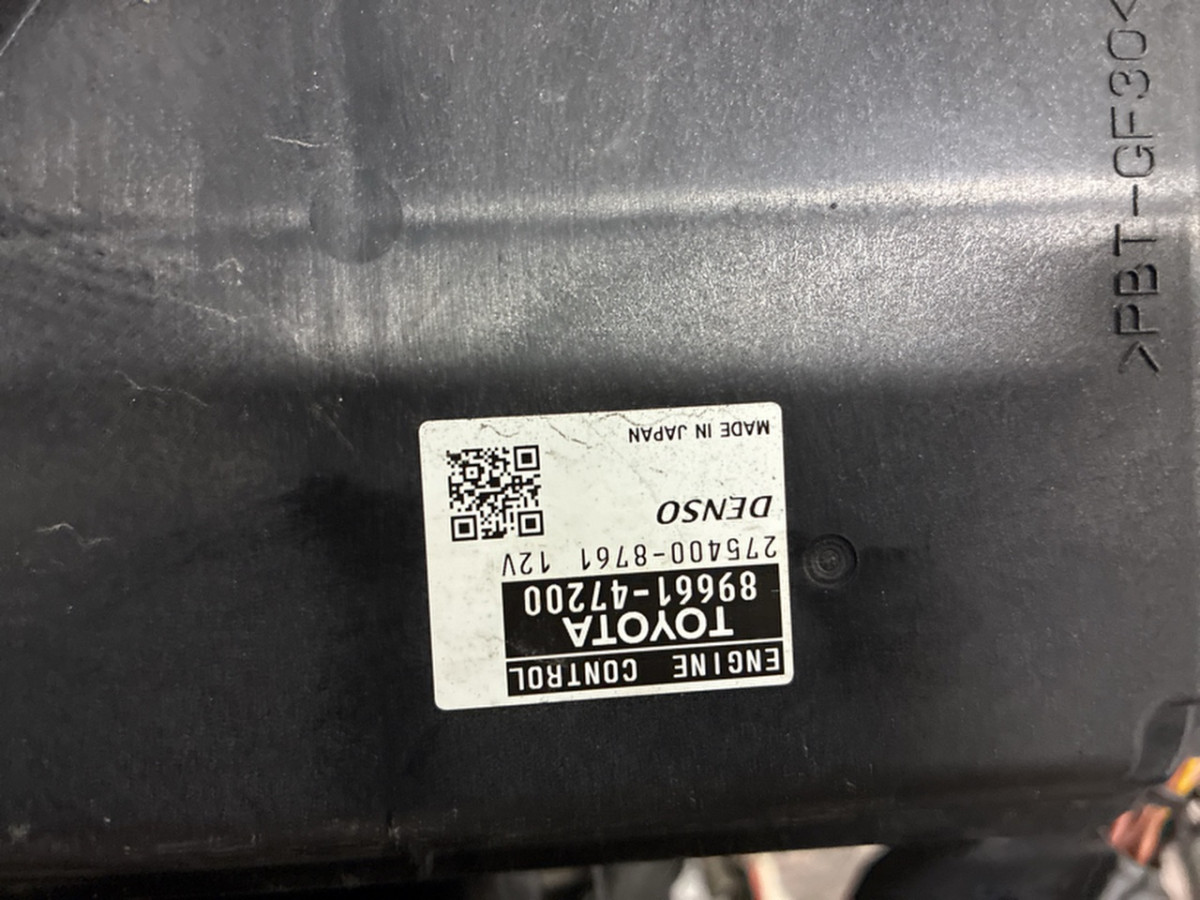 ENGINE CONTROL
TOYOTA
89661-47200
275400-8761 12V
DENSO
MADE IN JAPAN
>PBT-GF30<